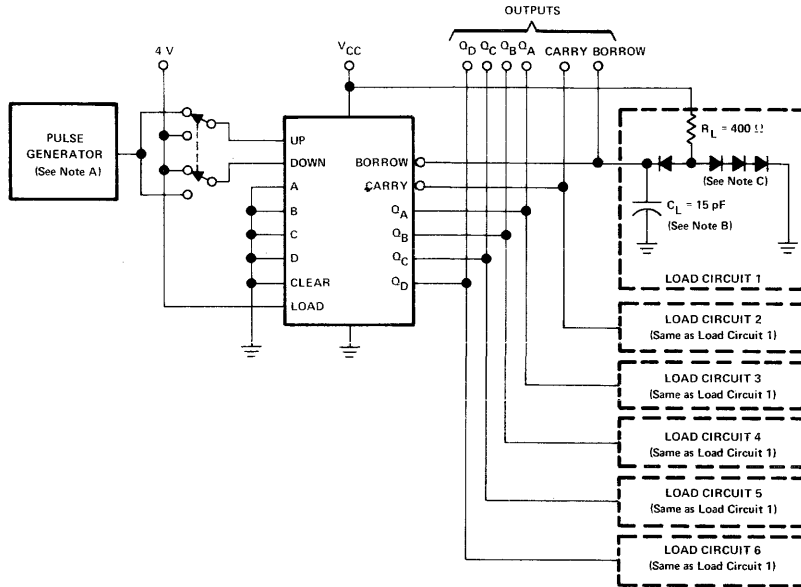 OUTPUTS
4 V
VCC
QD QC QB QA CARRY BORROW
PULSE
GENERATOR
(See Note A)
UP
DOWN
A
B
C
D
CLEAR
LOAD
BORROW
CARRY
QA
QB
QC
QD
RL = 400 Ω
(See Note C)
CL = 15 pF
(See Note B)
LOAD CIRCUIT 1
LOAD CIRCUIT 2
(Same as Load Circuit 1)
LOAD CIRCUIT 3
(Same as Load Circuit 1)
LOAD CIRCUIT 4
(Same as Load Circuit 1)
LOAD CIRCUIT 5
(Same as Load Circuit 1)
LOAD CIRCUIT 6
(Same as Load Circuit 1)